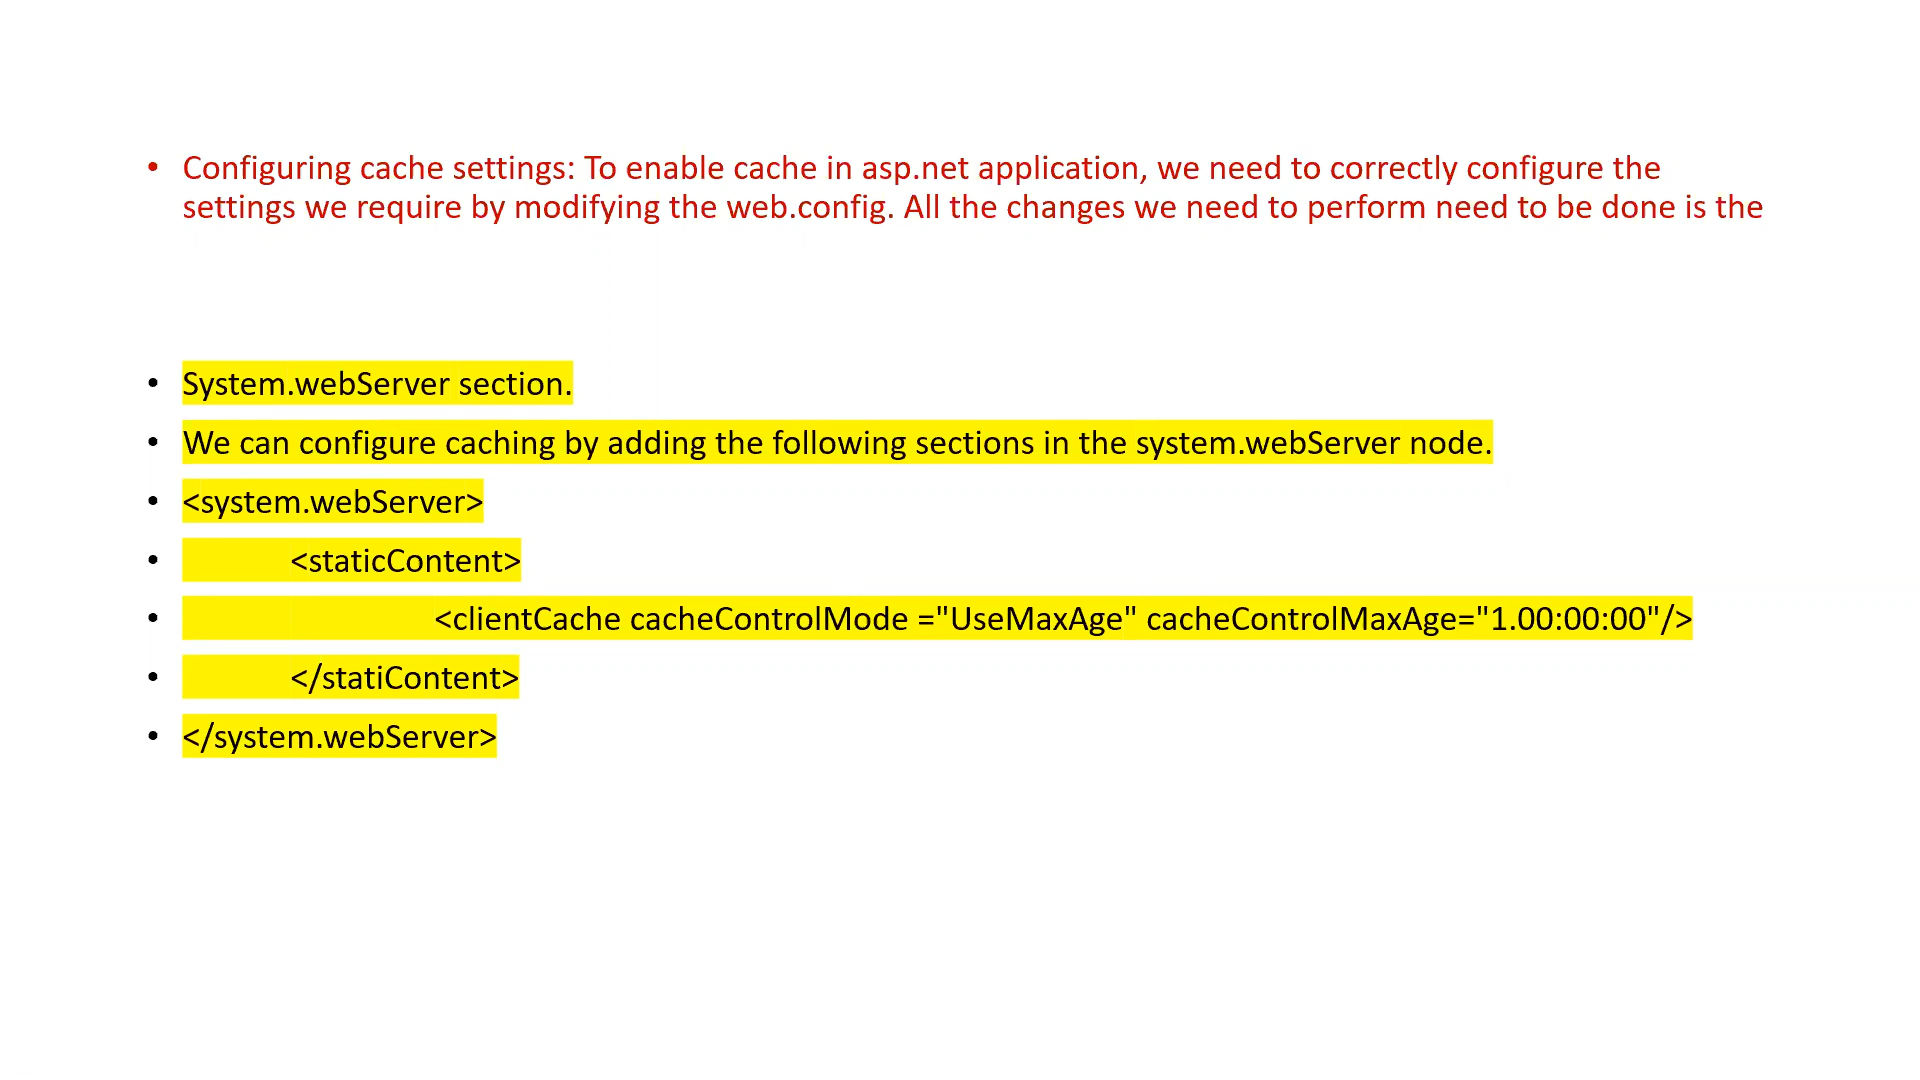 • Configuring cache settings: To enable cache in asp.net application, we need to correctly configure the
settings we require by modifying the web.config. All the changes we need to perform need to be done is the
• System.webServer section.
• We can configure caching by adding the following sections in the system.webServer node.
• <system.webServer>
• <staticContent>
• <clientCache cacheControlMode ="UseMaxAge" cacheControlMaxAge="1.00:00:00"/>
• </statiContent>
• </system.webServer>